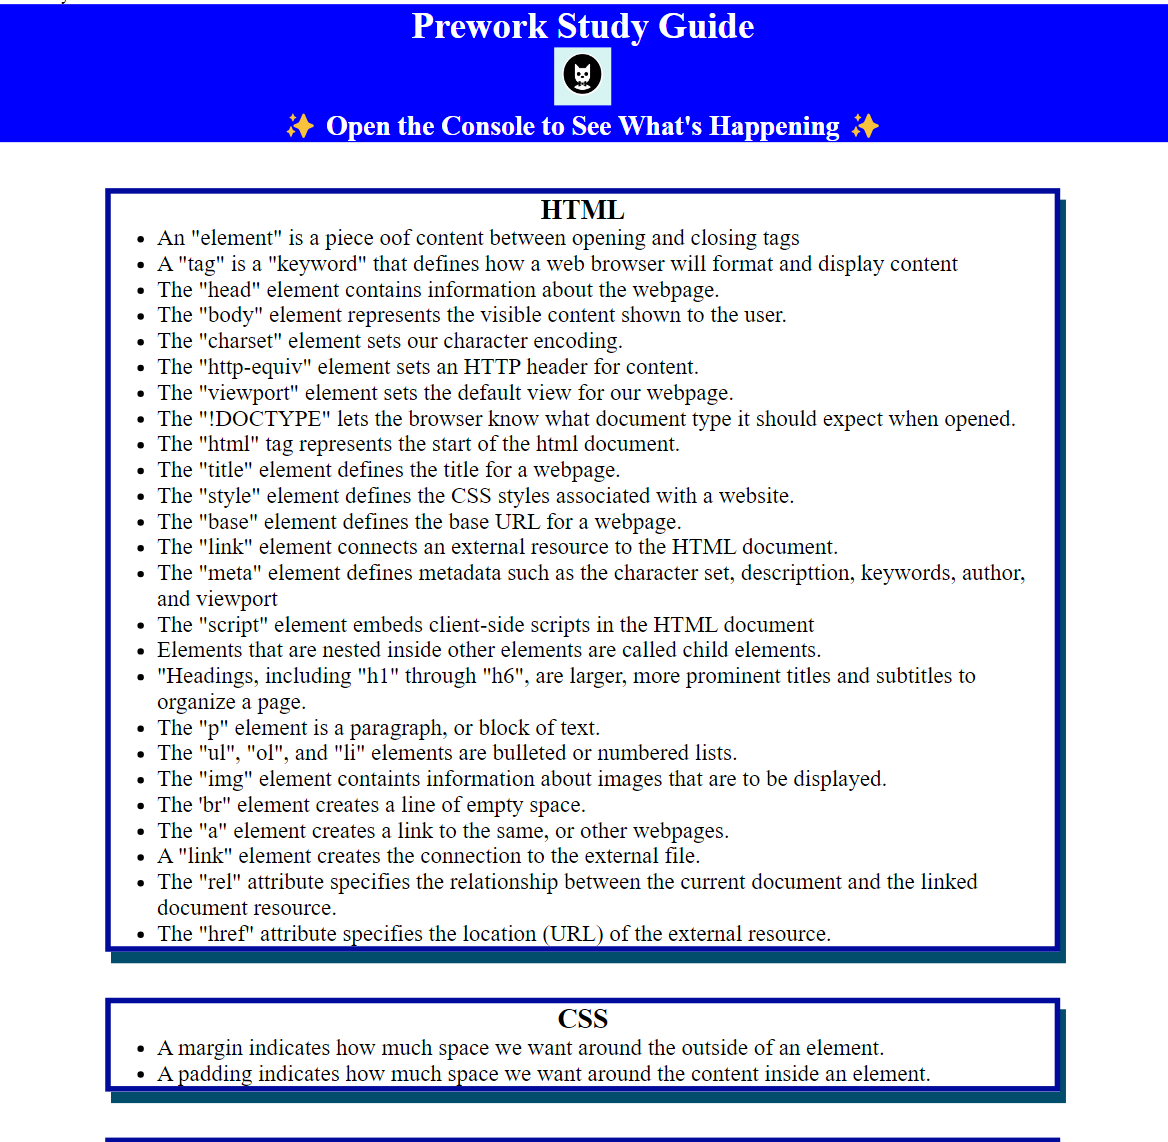 Prework Study Guide
✨ Open the Console to See What's Happening ✨
HTML
• An "element" is a piece oof content between opening and closing tags
• A "tag" is a "keyword" that defines how a web browser will format and display content
• The "head" element contains information about the webpage.
• The "body" element represents the visible content shown to the user.
• The "charset" element sets our character encoding.
• The "http-equiv" element sets an HTTP header for content.
• The "viewport" element sets the default view for our webpage.
• The "!DOCTYPE" lets the browser know what document type it should expect when opened.
• The "html" tag represents the start of the html document.
• The "title" element defines the title for a webpage.
• The "style" element defines the CSS styles associated with a website.
• The "base" element defines the base URL for a webpage.
• The "link" element connects an external resource to the HTML document.
• The "meta" element defines metadata such as the character set, descripttion, keywords, author,
and viewport
• The "script" element embeds client-side scripts in the HTML document
• Elements that are nested inside other elements are called child elements.
• "Headings, including "h1" through "h6", are larger, more prominent titles and subtitles to
organize a page.
• The "p" element is a paragraph, or block of text.
• The "ul", "ol", and "li" elements are bulleted or numbered lists.
• The "img" element containts information about images that are to be displayed.
• The 'br" element creates a line of empty space.
• The "a" element creates a link to the same, or other webpages.
• A "link" element creates the connection to the external file.
• The "rel" attribute specifies the relationship between the current document and the linked
document resource.
• The "href" attribute specifies the location (URL) of the external resource.
CSS
• A margin indicates how much space we want around the outside of an element.
• A padding indicates how much space we want around the content inside an element.